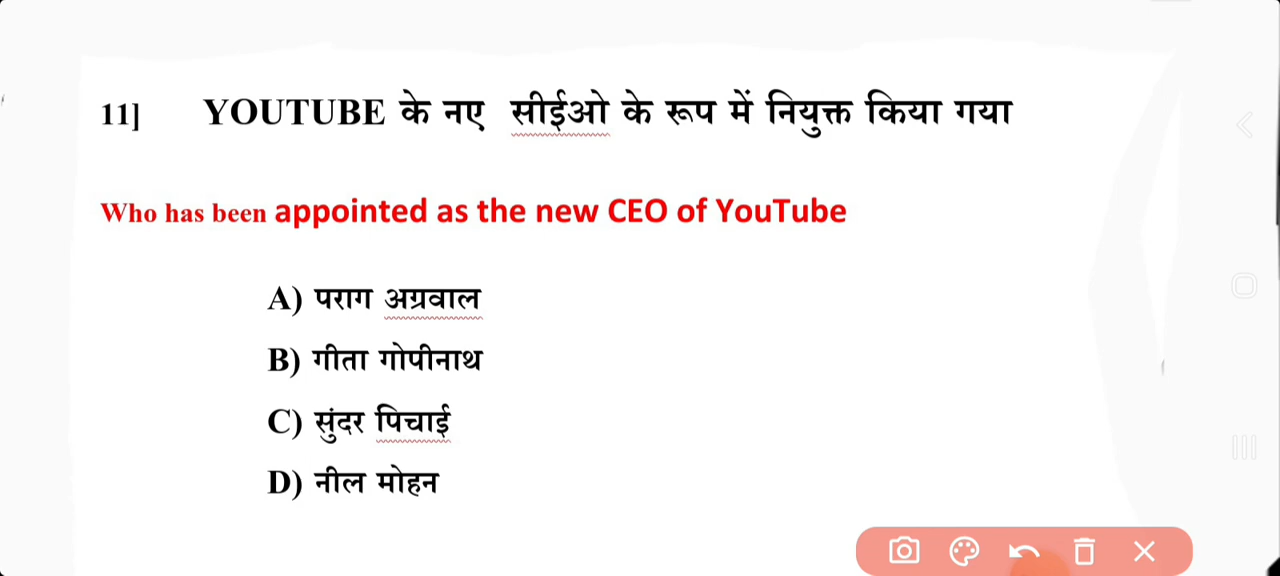 11] YOUTUBE के नए सीईओ के रूप में नियुक्त किया गया
Who has been appointed as the new CEO of YouTube
A) पराग अग्रवाल
B) गीता गोपीनाथ
C) सुंदर पिचाई
D) नील मोहन